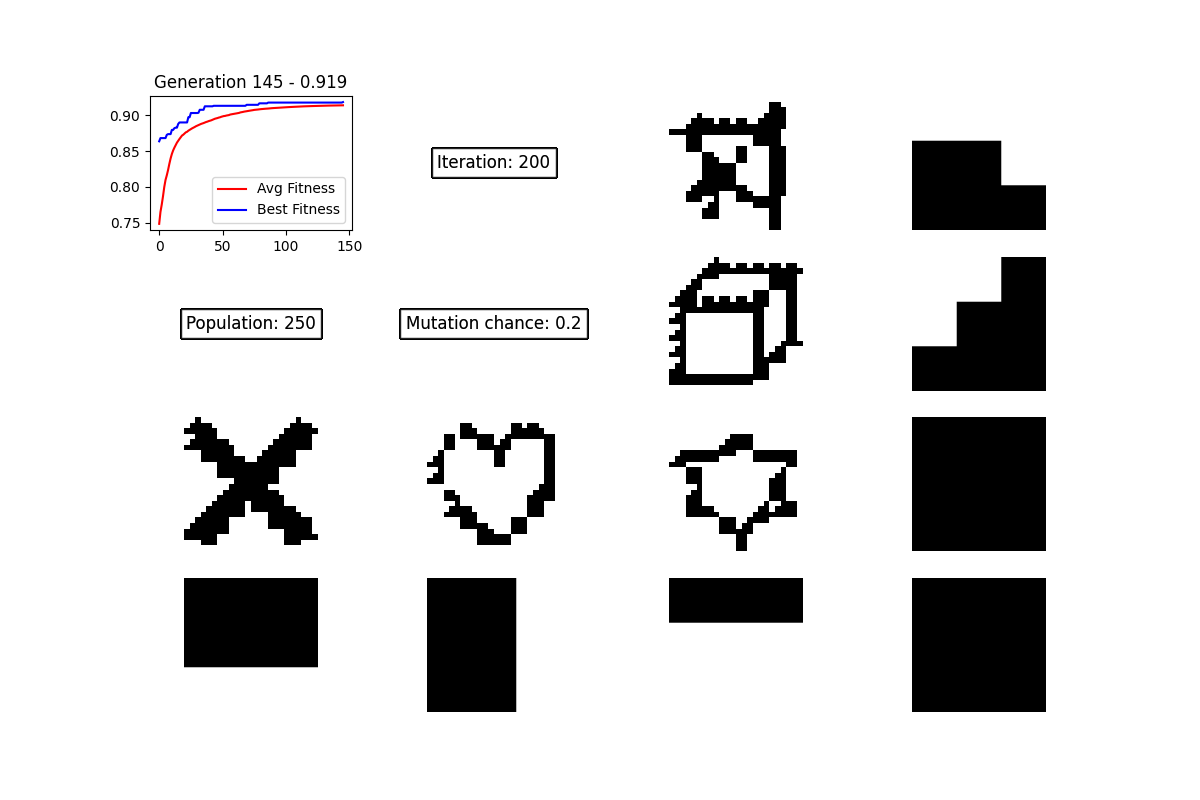 Generation 145 - 0.919
0.90
0.85
0.80
0.75
Avg Fitness
Best Fitness
0 50 100 150
Iteration: 200
Population: 250
Mutation chance: 0.2